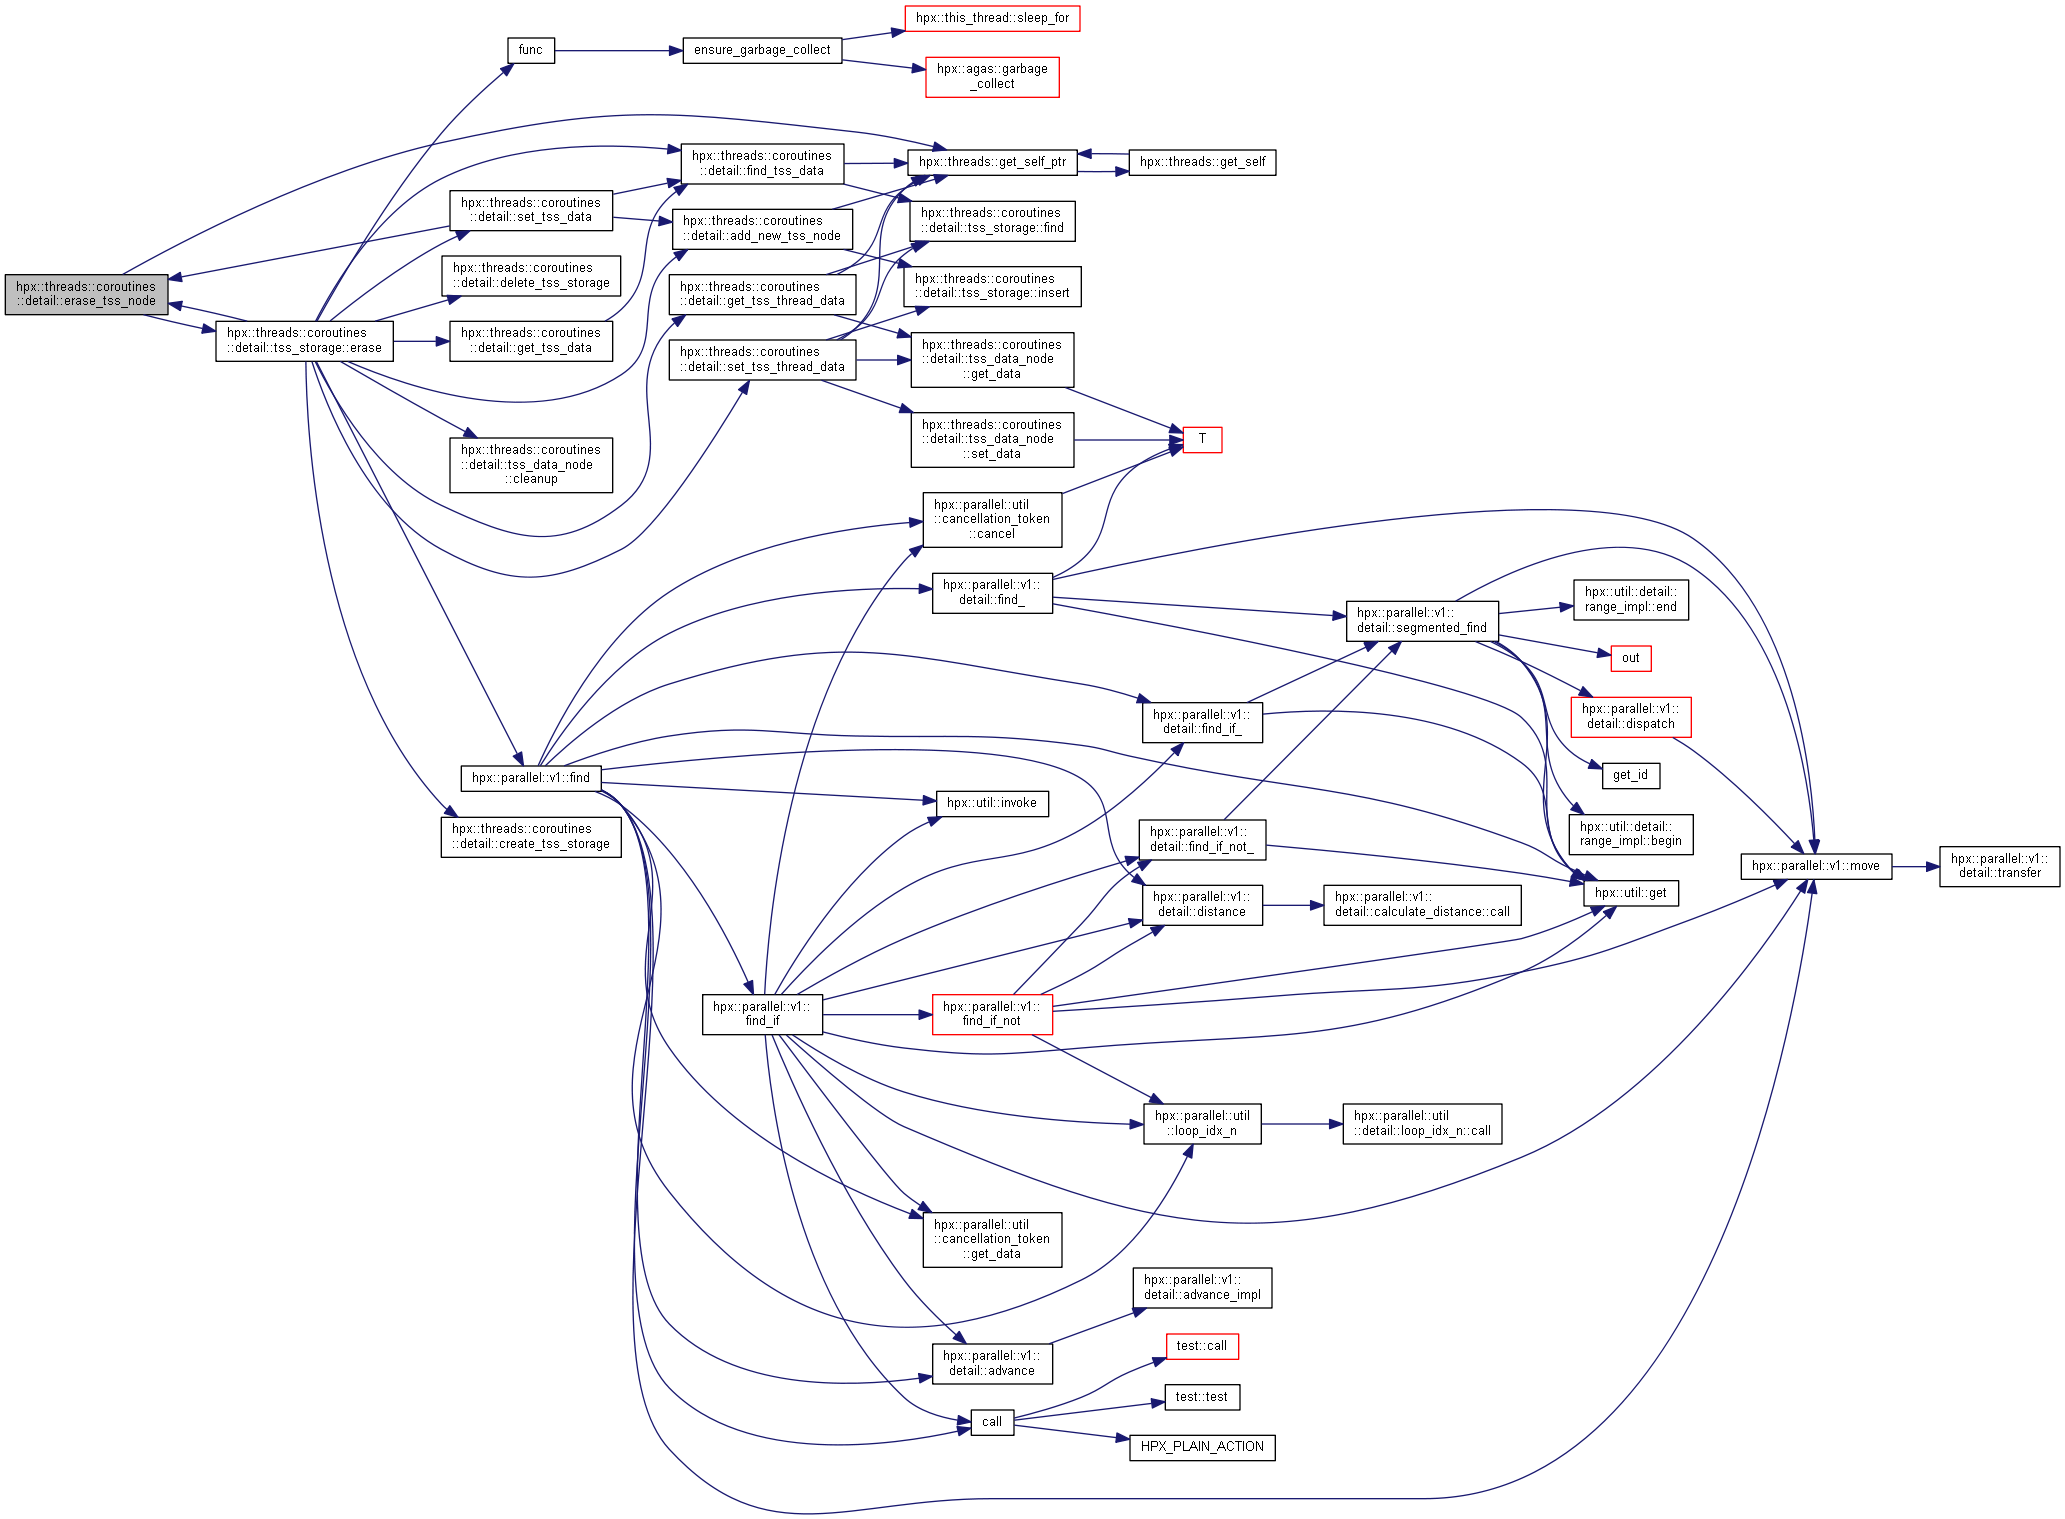 hpx::this_thread::sleep_for
func
ensure_garbage_collect
hpx::agas::garbage
_collect
hpx::threads::coroutines
::detail::find_tss_data
hpx::threads::get_self_ptr
hpx::threads::get_self
hpx::threads::coroutines
::detail::set_tss_data
hpx::threads::coroutines
::detail::add_new_tss_node
hpx::threads::coroutines
::detail::tss_storage::find
hpx::threads::coroutines
::detail::erase_tss_node
hpx::threads::coroutines
::detail::delete_tss_storage
hpx::threads::coroutines
::detail::get_tss_thread_data
hpx::threads::coroutines
::detail::tss_storage::insert
hpx::threads::coroutines
::detail::tss_storage::erase
hpx::threads::coroutines
::detail::get_tss_data
hpx::threads::coroutines
::detail::set_tss_thread_data
hpx::threads::coroutines
::detail::tss_data_node
::get_data
hpx::threads::coroutines
::detail::tss_data_node
::cleanup
hpx::threads::coroutines
::detail::tss_data_node
::set_data
T
hpx::parallel::util
::cancellation_token
::cancel
hpx::parallel::v1::
detail::find_
hpx::parallel::v1::
detail::segmented_find
hpx::util::detail::
range_impl::end
out
hpx::parallel::v1::
detail::find_if_
hpx::parallel::v1::
detail::dispatch
hpx::parallel::v1::find
get_id
hpx::util::invoke
hpx::threads::coroutines
::detail::create_tss_storage
hpx::parallel::v1::
detail::find_if_not_
hpx::util::detail::
range_impl::begin
hpx::parallel::v1::move
hpx::parallel::v1::
detail::transfer
hpx::parallel::v1::
detail::distance
hpx::parallel::v1::
detail::calculate_distance::call
hpx::util::get
hpx::parallel::v1::
find_if
hpx::parallel::v1::
find_if_not
hpx::parallel::util
::loop_idx_n
hpx::parallel::util
::detail::loop_idx_n::call
hpx::parallel::util
::cancellation_token
::get_data
hpx::parallel::v1::
detail::advance_impl
hpx::parallel::v1::
detail::advance
test::call
test::test
call
HPX_PLAIN_ACTION